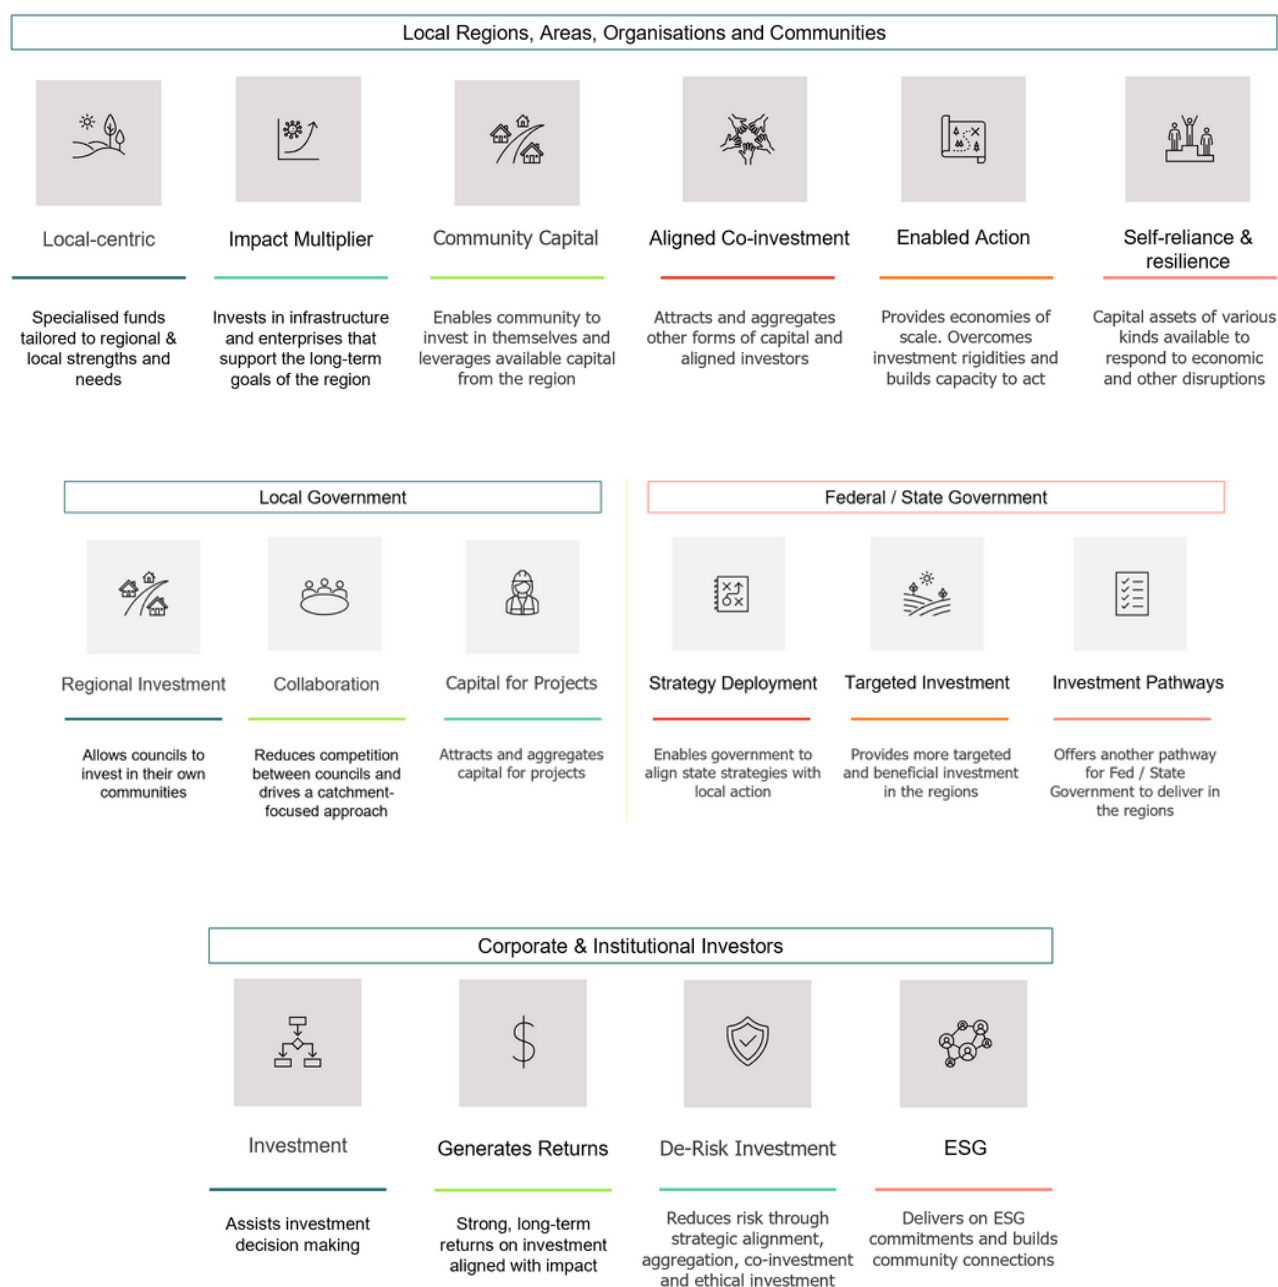 Local Regions, Areas, Organisations and Communities
Local-centric
Specialised funds
tailored to regional &
local strengths and
needs
Impact Multiplier
Invests in infrastructure
and enterprises that
support the long-term
goals of the region
Community Capital
Enables community to
invest in themselves and
leverages available capital
from the region
Aligned Co-investment
Attracts and aggregates
other forms of capital and
aligned investors
Enabled Action
Provides economies of
scale. Overcomes
investment rigidities and
builds capacity to act
Self-reliance &
resilience
Capital assets of various
kinds available to
respond to economic
and other disruptions
Local Government
Regional Investment
Allows councils to
invest in their own
communities
Collaboration
Reduces competition
between councils and
drives a catchment-
focused approach
Capital for Projects
Attracts and aggregates
capital for projects
Federal / State Government
Strategy Deployment
Enables government to
align state strategies with
local action
Targeted Investment
Provides more targeted
and beneficial investment
in the regions
Investment Pathways
Offers another pathway
for Fed / State
Government to deliver in
the regions
Corporate & Institutional Investors
Investment
Assists investment
decision making
Generates Returns
Strong, long-term
returns on investment
aligned with impact
De-Risk Investment
Reduces risk through
strategic alignment,
aggregation, co-investment
and ethical investment
ESG
Delivers on ESG
commitments and builds
community connections